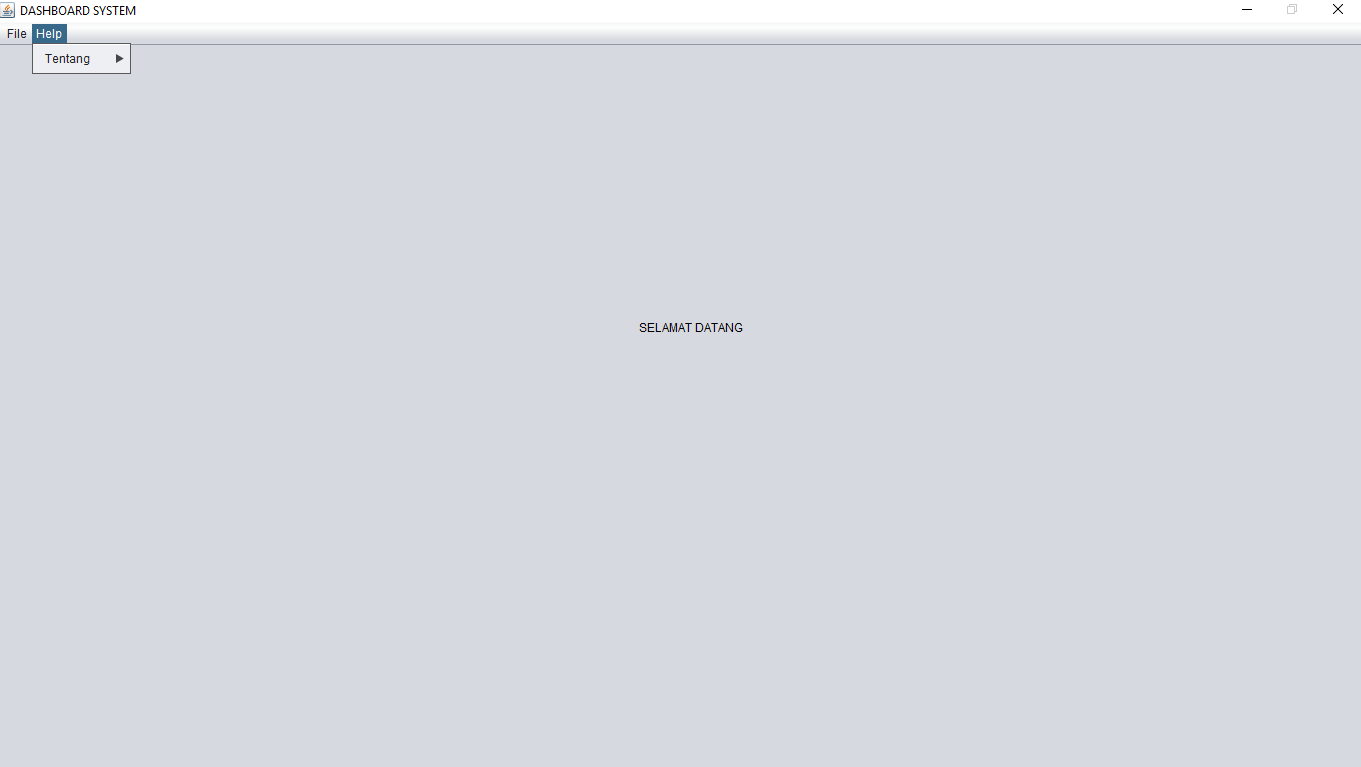 DASHBOARD SYSTEM
File Help
Tentang
SELAMAT DATANG